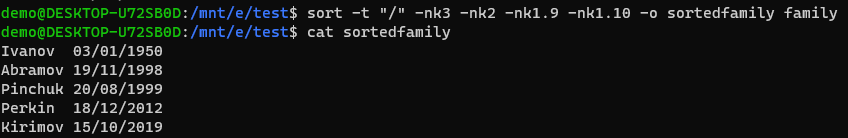 demo@DESKTOP-U72SB0D:/mnt/e/test$ sort -t "/" -nk3 -nk2 -nk1.9 -nk1.10 -o sortedfamily family
demo@DESKTOP-U72SB0D:/mnt/e/test$ cat sortedfamily
Ivanov  03/01/1950
Abramov 19/11/1998
Pinchuk 20/08/1999
Perkin  18/12/2012
Kirimov 15/10/2019